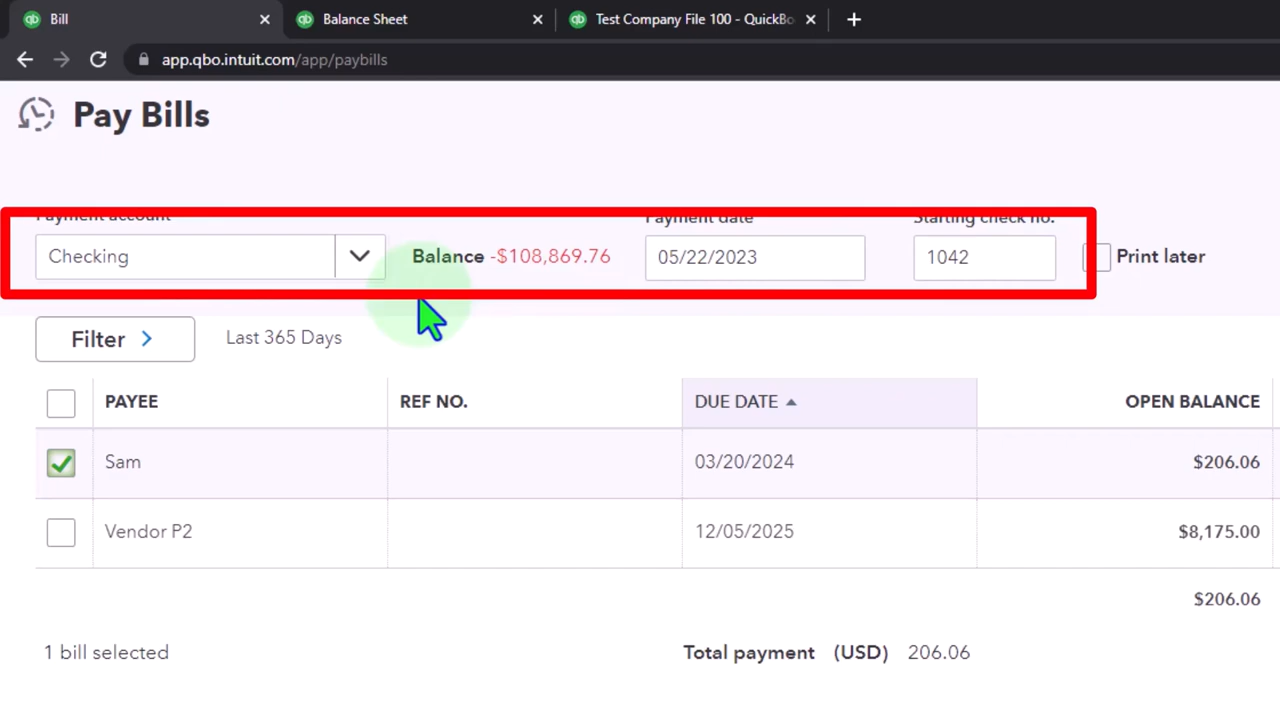 Bill
Balance Sheet
Test Company File 100 - QuickBo
app.qbo.intuit.com/app/paybills
Pay Bills
Payment account
Payment date
Starting check no.
Checking
Balance -$108,869.76
05/22/2023
1042
Print later
Filter
Last 365 Days
PAYEE REF NO. DUE DATE OPEN BALANCE
Sam 03/20/2024 $206.06
Vendor P2 12/05/2025 $8,175.00
$206.06
1 bill selected Total payment (USD) 206.06